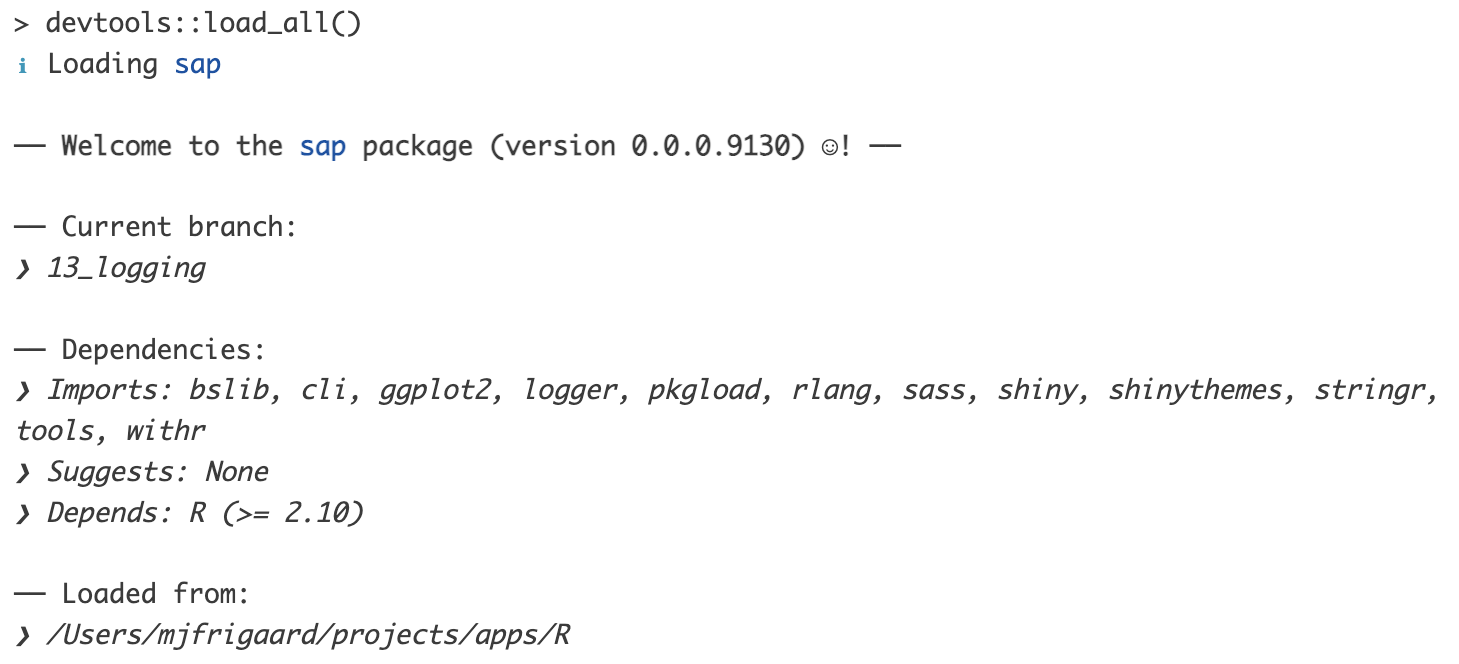 > devtools::load_all()
ℹ Loading sap
── Welcome to the sap package (version 0.0.0.9130) ☺! ──
── Current branch:
❯ 13_logging
── Dependencies:
❯ Imports: bslib, cli, ggplot2, logger, pkgload, rlang, sass, shiny, shinythemes, stringr,
tools, withr
❯ Suggests: None
❯ Depends: R (>= 2.10)
── Loaded from:
❯ /Users/mjfrigaard/projects/apps/R